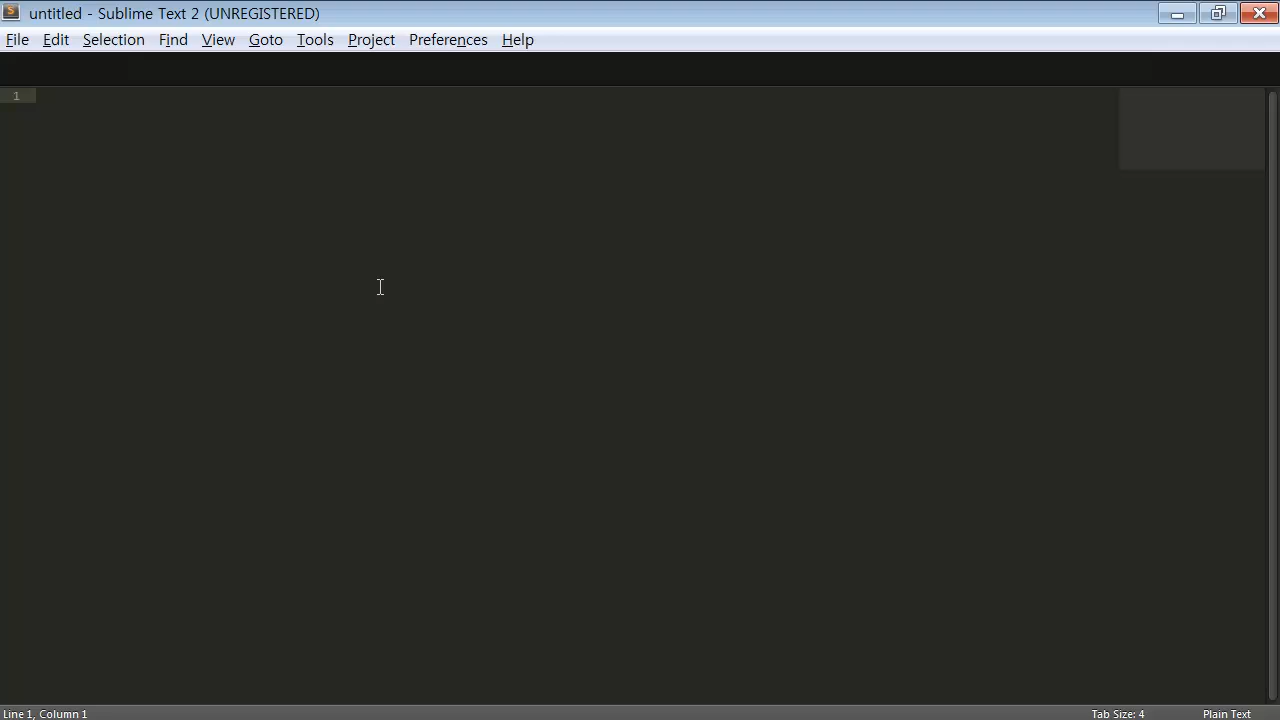 untitled - Sublime Text 2 (UNREGISTERED)
File Edit Selection Find View Goto Tools Project Preferences Help
1
Line 1, Column 1 Tab Size: 4 Plain Text